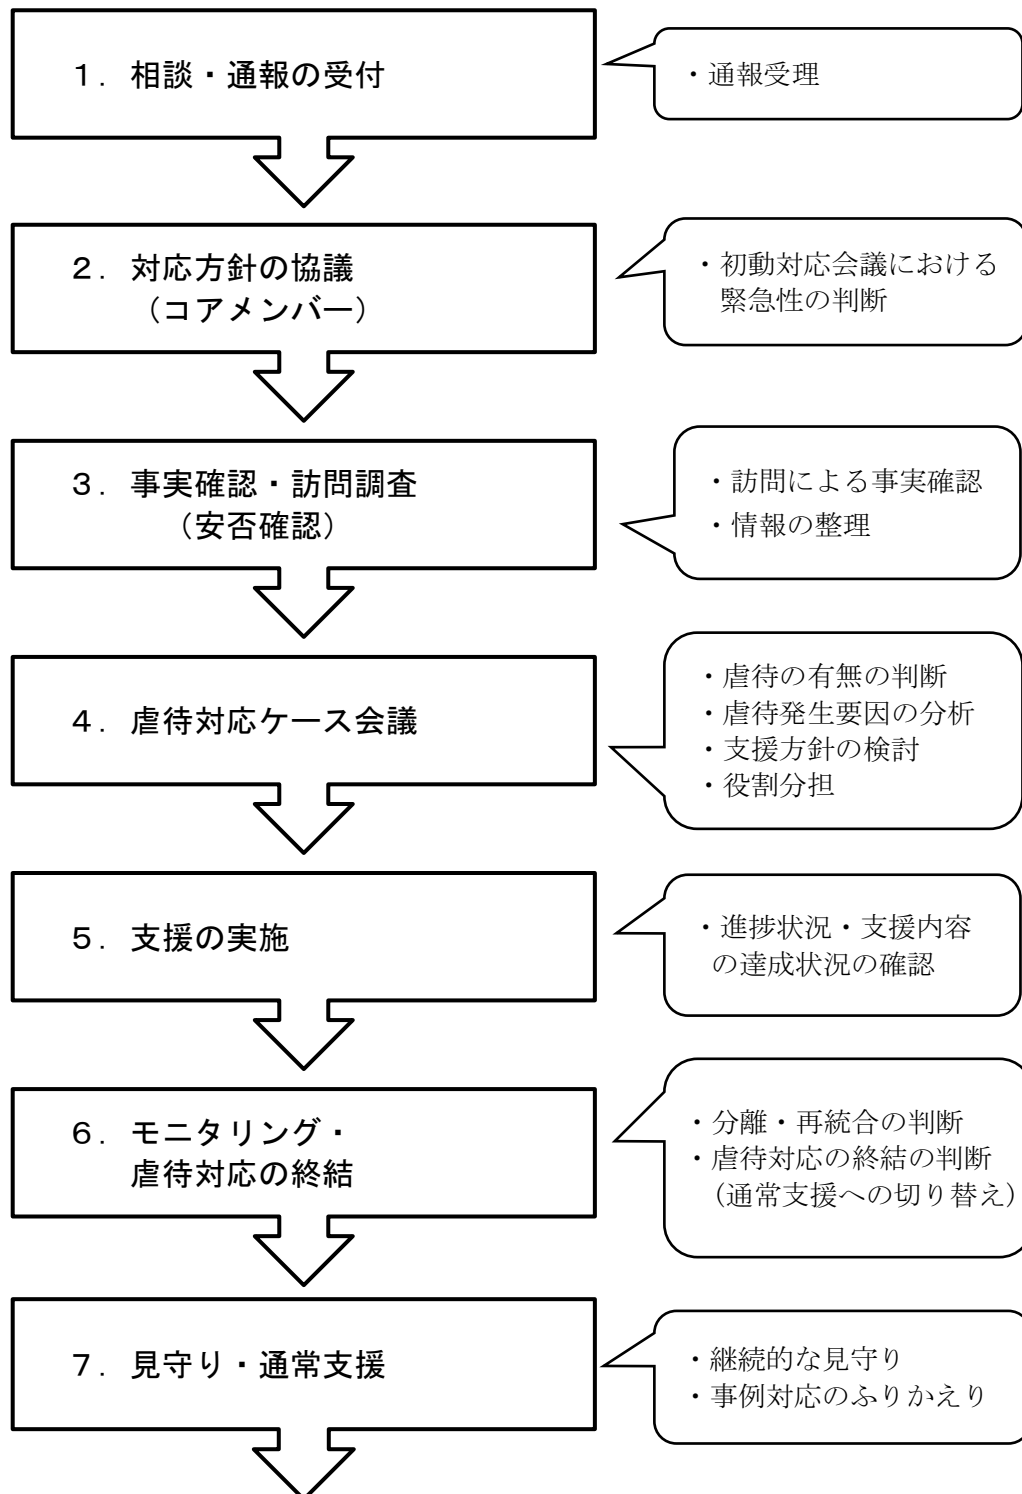 １．相談・通報の受付
・通報受理
２．対応方針の協議
（コアメンバー）
・初動対応会議における
緊急性の判断
３．事実確認・訪問調査
（安否確認）
・訪問による事実確認
・情報の整理
４．虐待対応ケース会議
・虐待の有無の判断
・虐待発生要因の分析
・支援方針の検討
・役割分担
５．支援の実施
・進捗状況・支援内容
の達成状況の確認
６．モニタリング・
虐待対応の終結
・分離・再統合の判断
・虐待対応の終結の判断
（通常支援への切り替え）
７．見守り・通常支援
・継続的な見守り
・事例対応のふりかえり